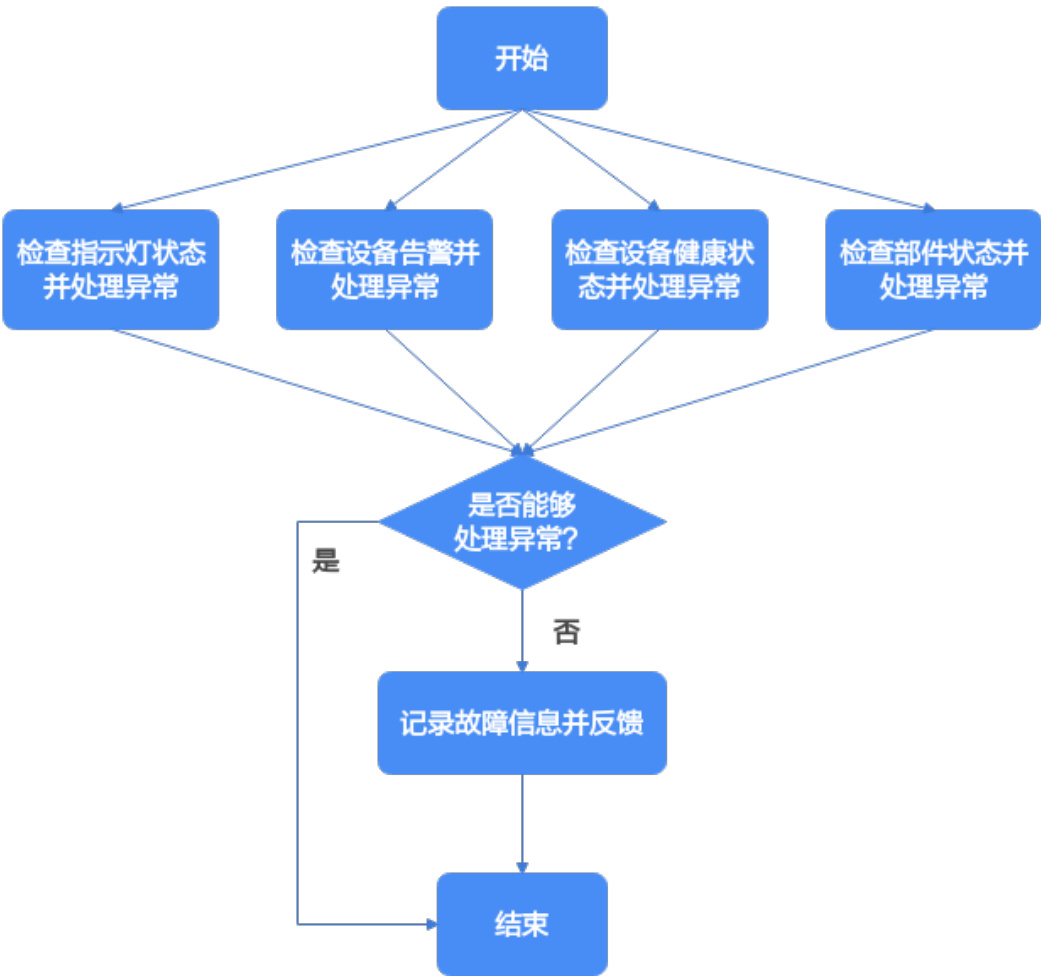 开始
检查指示灯状态
并处理异常
检查设备告警并
处理异常
检查设备健康状
态并处理异常
检查部件状态并
处理异常
是否能够
处理异常?
是
否
记录故障信息并反馈
结束